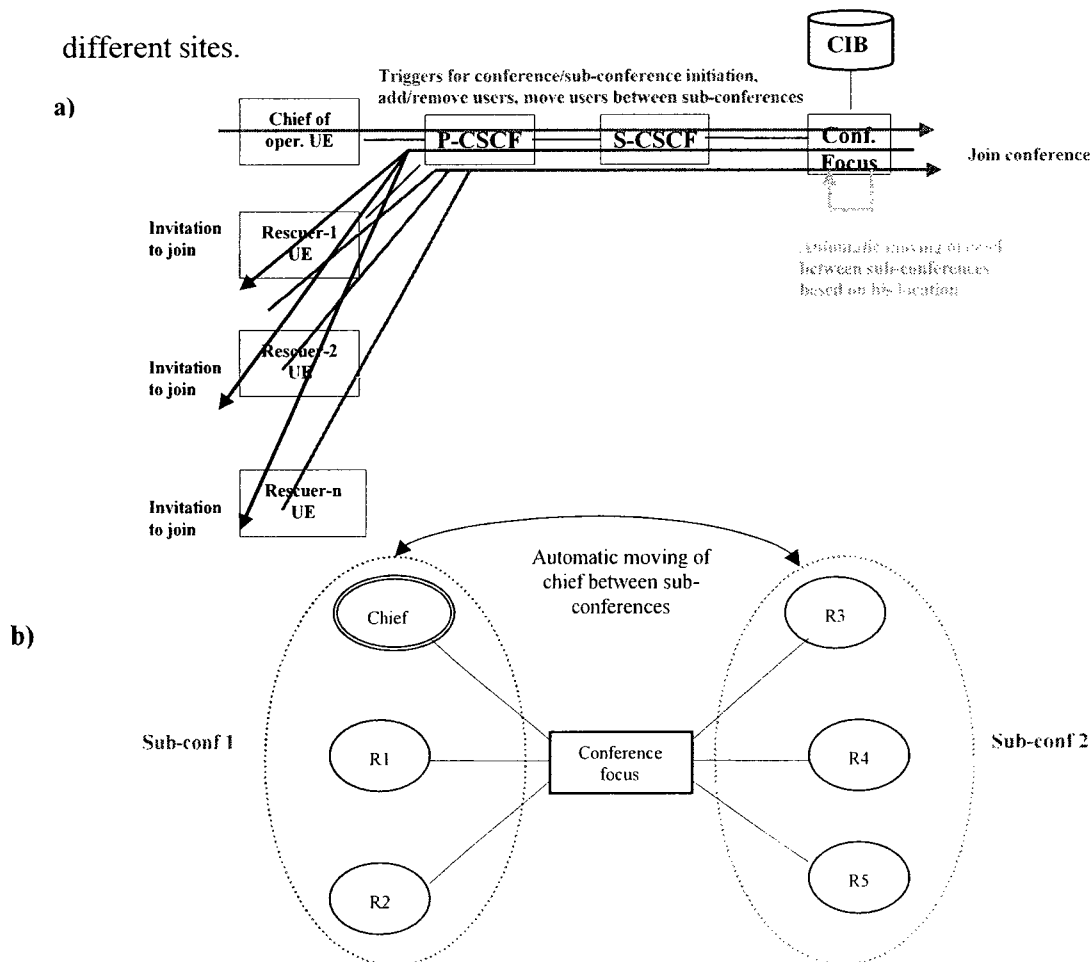 different sites.
CIB
Triggers for conference/sub-conference initiation,
add/remove users, move users between sub-conferences
a)
Chief of
oper. UE
P-CSCF
S-CSCF
Conf.
Focus
Join conference
Invitation
to join
Rescuer-1
UE
Automatic moving of chief
between sub-conferences
based on his location
Invitation
to join
Rescuer-2
UE
Invitation
to join
Rescuer-n
UE
Automatic moving of
chief between sub-
conferences
Chief
R3
b)
Sub-conf 1
Sub-conf 2
R1
Conference
focus
R4
R2
R5